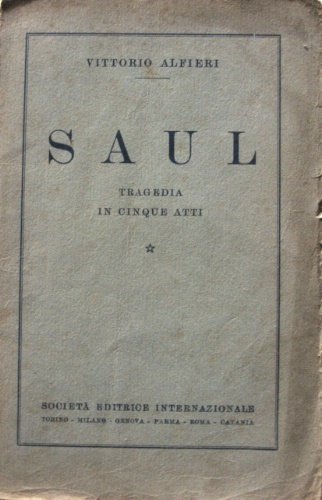 VITTORIO ALFIERI
SAUL
TRAGEDIA
IN CINQUE ATTI
SOCIETÀ EDITRICE INTERNAZIONALE
TORINO - MILANO - GENOVA - PARMA - ROMA - CATANIA